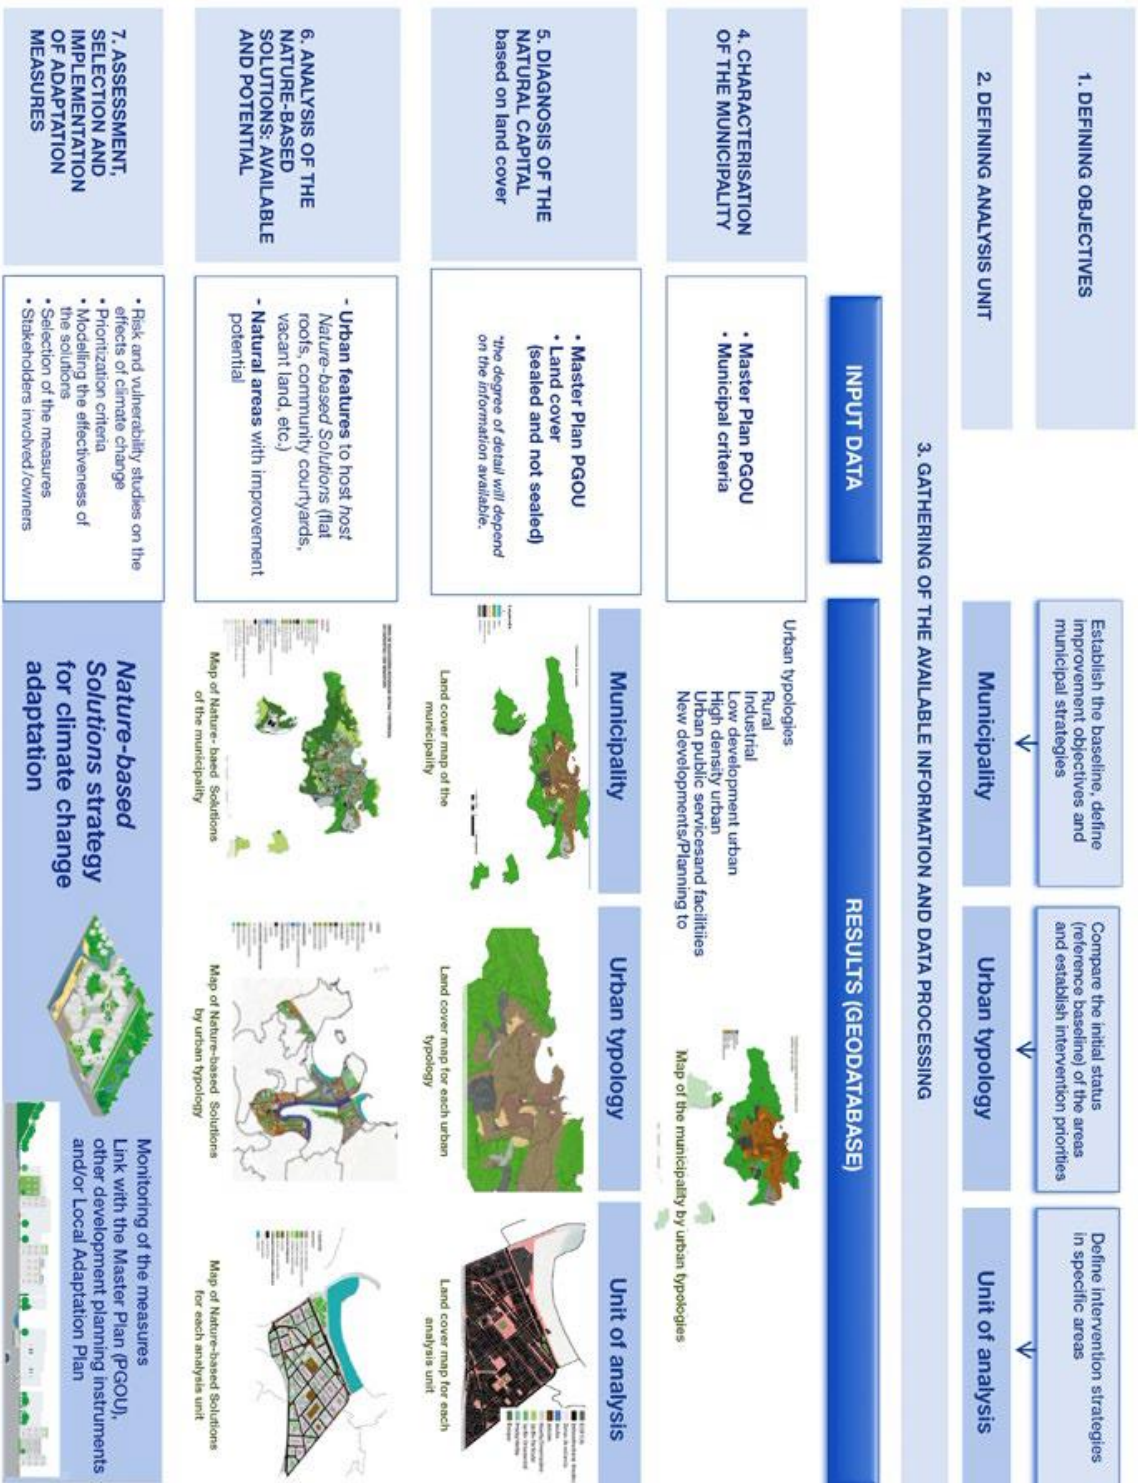 1. DEFINING OBJECTIVES
Establish the baseline, define
improvement objectives and
municipal strategies
Compare the initial status
(reference baseline) of the areas
and establish intervention priorities
Define intervention strategies
in specific areas
2. DEFINING ANALYSIS UNIT
Municipality
Urban typology
Unit of analysis
3. GATHERING OF THE AVAILABLE INFORMATION AND DATA PROCESSING
INPUT DATA
RESULTS (GEODATABASE)
4. CHARACTERISATION
OF THE MUNICIPALITY
• Master Plan PGOU
• Municipal criteria
Urban typologies
Rural
Industrial
Low development urban
High density urban
Urban public servicesand facilitiies
New developments/Planning to
Map of the municipality by urban typologies
Municipality
Urban typology
Unit of analysis
5. DIAGNOSIS OF THE
NATURAL CAPITAL
based on land cover
• Master Plan PGOU
• Land cover
(sealed and not sealed)
*the degree of detail will depend
on the information available.
Land cover map of the
municipality
Land cover map for each urban
typology
Land cover map for each
analysis unit
6. ANALYSIS OF THE
NATURE-BASED
SOLUTIONS: AVAILABLE
AND POTENTIAL
- Urban features to host host
Nature-based Solutions (flat
roofs, community courtyards,
vacant land, etc.)
- Natural areas with improvement
potential
Map of Nature- baed Solutions
of the municipality
Map of Nature-based Solutions
by urban typology
Map of Nature-based Solutions
for each analysis unit
7. ASSESSMENT,
SELECTION AND
IMPLEMENTATION
OF ADAPTATION
MEASURES
• Risk and vulnerability studies on the
effects of climate change
• Prioritization criteria
• Modelling the effectiveness of
the solutions
• Selection of the measures
• Stakeholders involved/owners
Nature-based
Solutions strategy
for climate change
adaptation
Monitoring of the measures
Link with the Master Plan (PGOU),
other development planning instruments
and/or Local Adaptation Plan